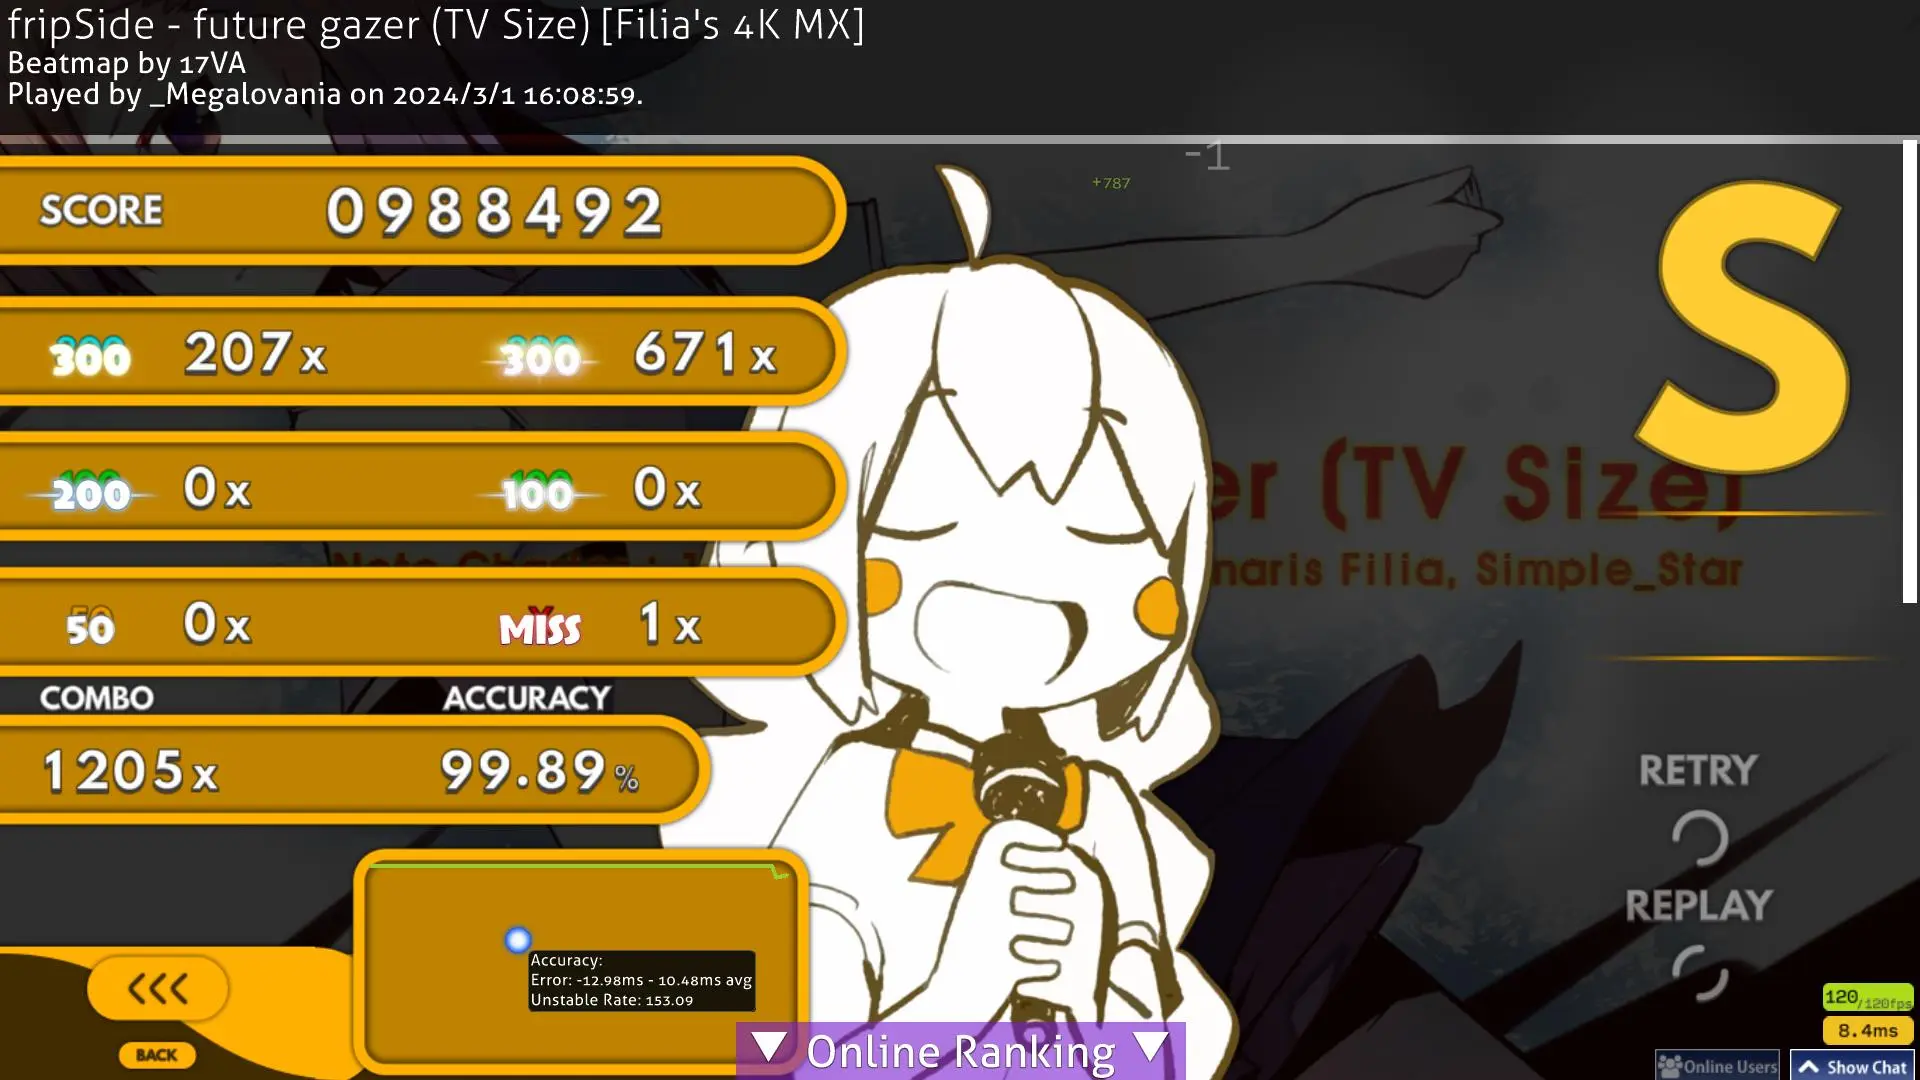 fripSide - future gazer (TV Size) [Filia's 4K MX]
Beatmap by 17VA
Played by _Megalovania on 2024/3/1 16:08:59.
-1
+787
SCORE 0988492
300 207x 300 671x
200 0x 100 0x
er (TV Size)
50 0x MISS 1x
naris Filia, Simple_Star
COMBO ACCURACY
1205x 99.89%
RETRY
REPLAY
Accuracy:
Error: -12.98ms - 10.48ms avg
Unstable Rate: 153.09
<<<
BACK
▼ Online Ranking ▼
120/120fps
8.4ms
Online Users
Show Chat